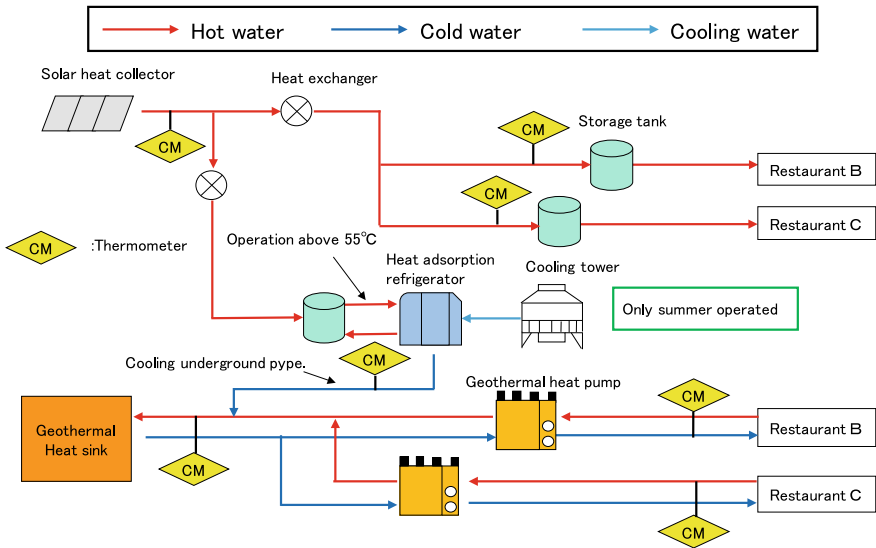 Hot water
Cold water
Cooling water
Solar heat collector
Heat exchanger
CM
CM
Storage tank
Restaurant B
CM
Restaurant C
CM
:Thermometer
Operation above 55℃
Heat adsorption
refrigerator
Cooling tower
Only summer operated
CM
Cooling underground pype.
Geothermal heat pump
CM
Geothermal
Heat sink
Restaurant B
CM
Restaurant C
CM